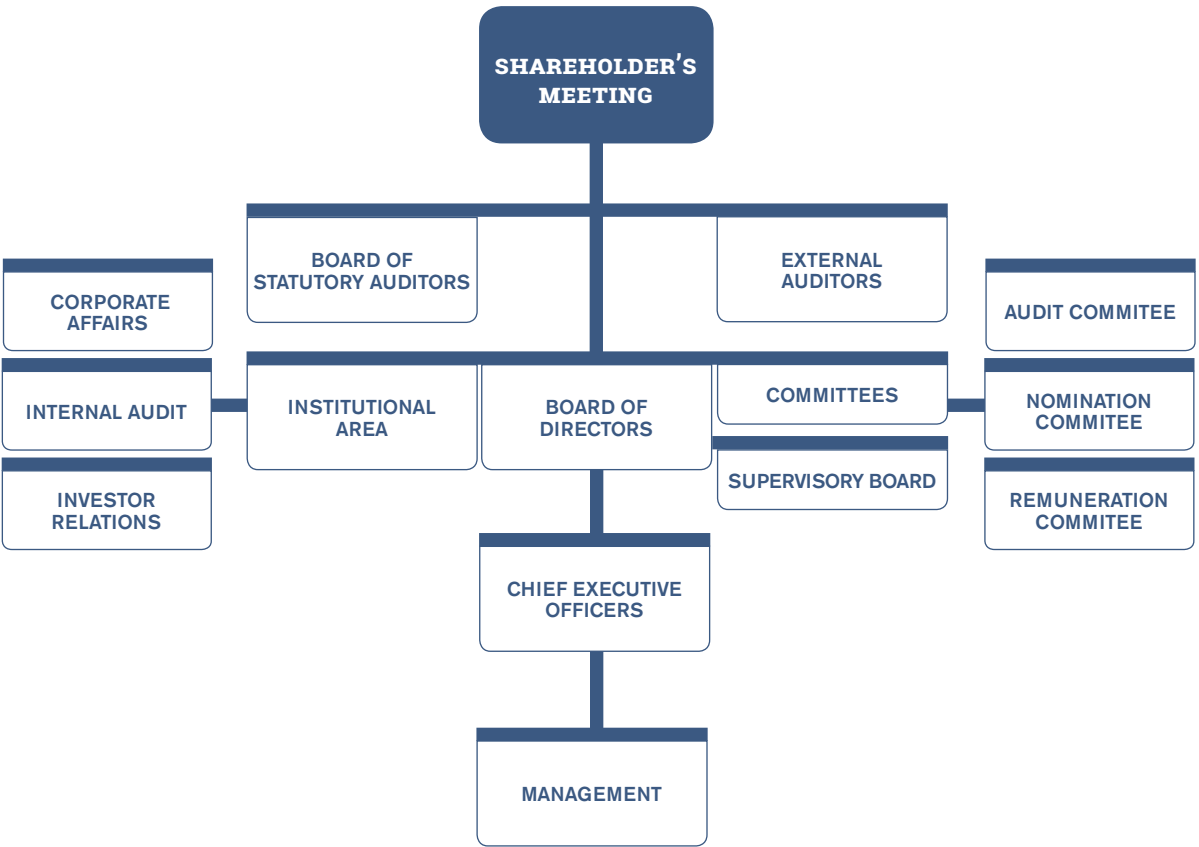 SHAREHOLDER'S
MEETING
BOARD OF
STATUTORY AUDITORS
EXTERNAL
AUDITORS
CORPORATE
AFFAIRS
AUDIT COMMITEE
INTERNAL AUDIT
INSTITUTIONAL
AREA
BOARD OF
DIRECTORS
COMMITTEES
NOMINATION
COMMITEE
SUPERVISORY BOARD
INVESTOR
RELATIONS
REMUNERATION
COMMITEE
CHIEF EXECUTIVE
OFFICERS
MANAGEMENT